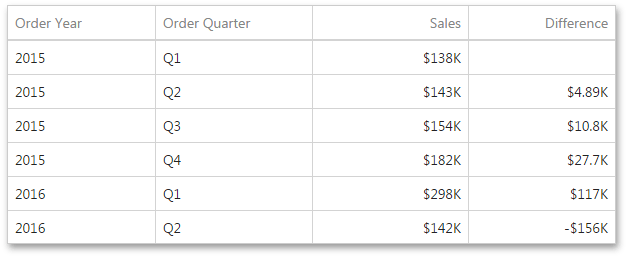 Order Year Order Quarter Sales Difference
2015 Q1 $138K
2015 Q2 $143K $4.89K
2015 Q3 $154K $10.8K
2015 Q4 $182K $27.7K
2016 Q1 $298K $117K
2016 Q2 $142K -$156K